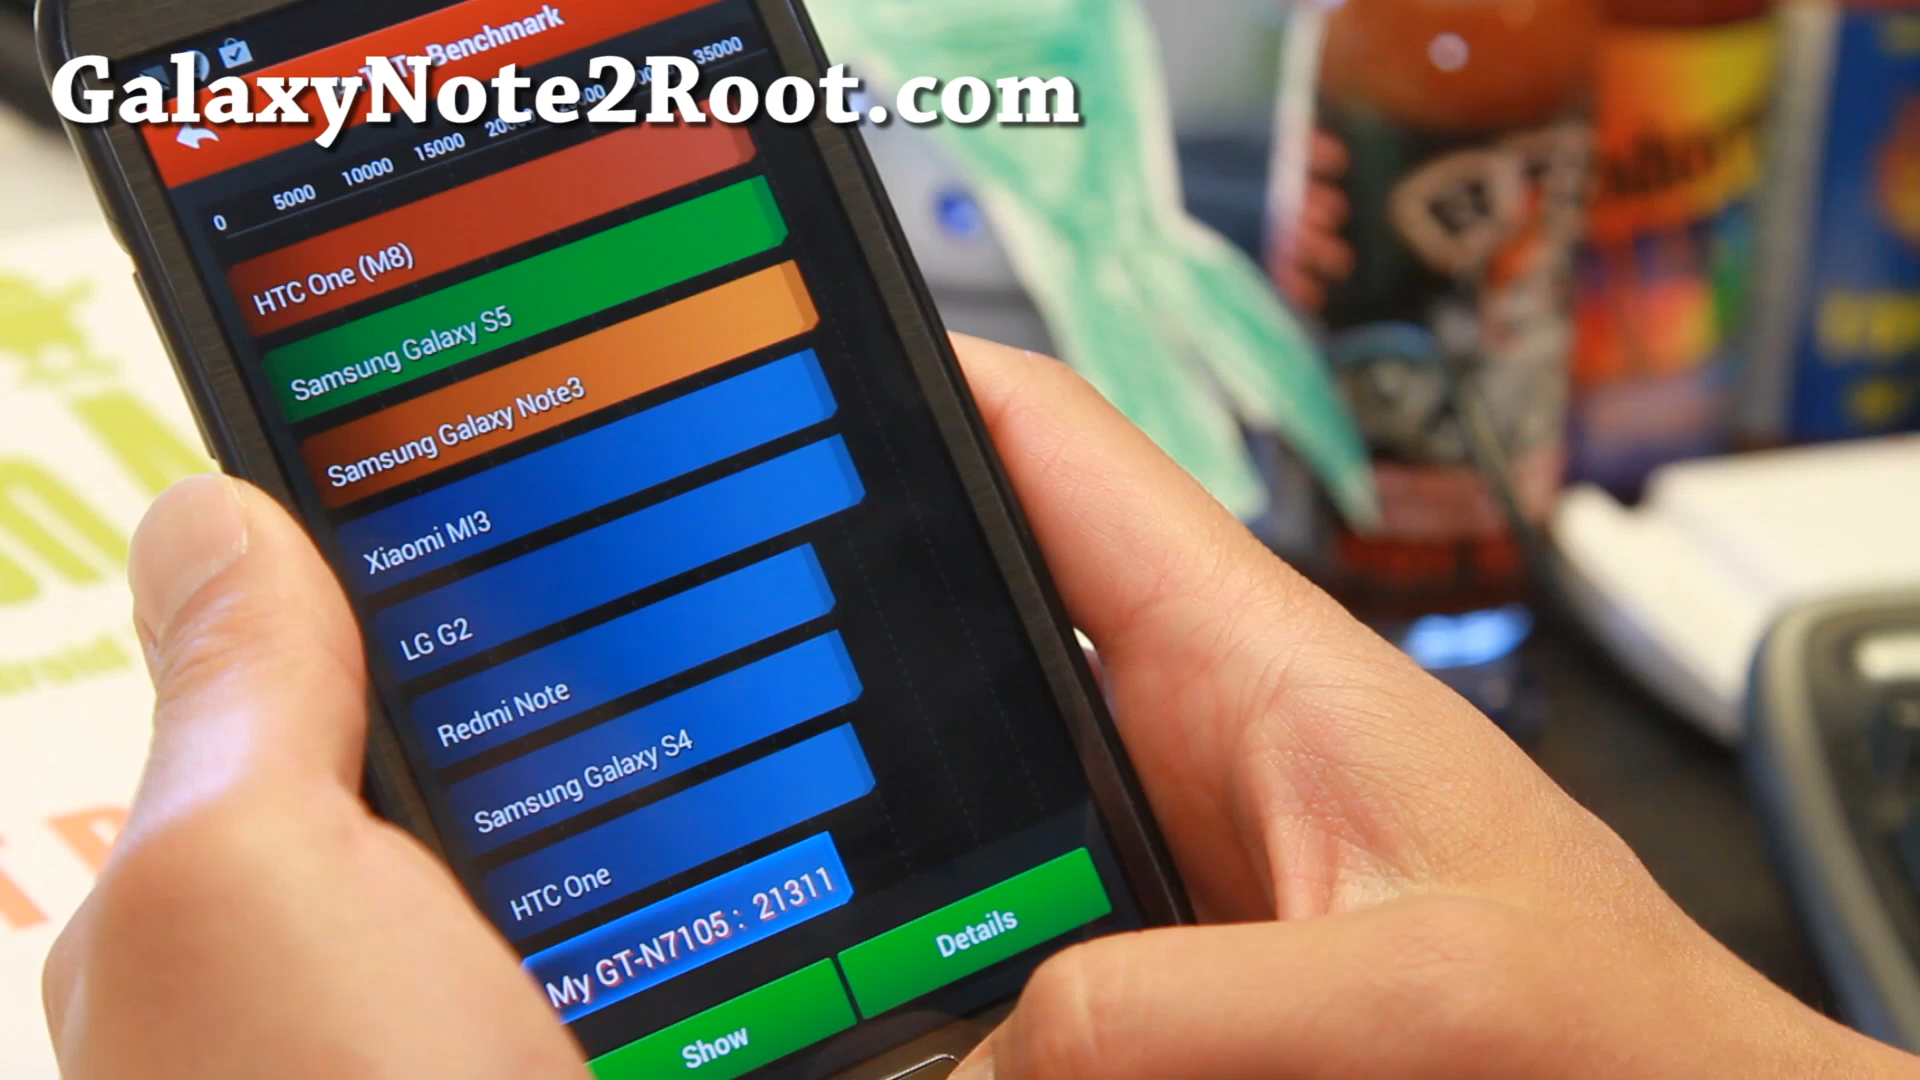 GalaxyNote2Root.com
Benchmark
0 5000 10000 15000 35000
HTC One (M8)
Samsung Galaxy S5
Samsung Galaxy Note3
Xiaomi MI3
LG G2
Redmi Note
Samsung Galaxy S4
HTC One
My GT-N7105 : 21311
Show
Details